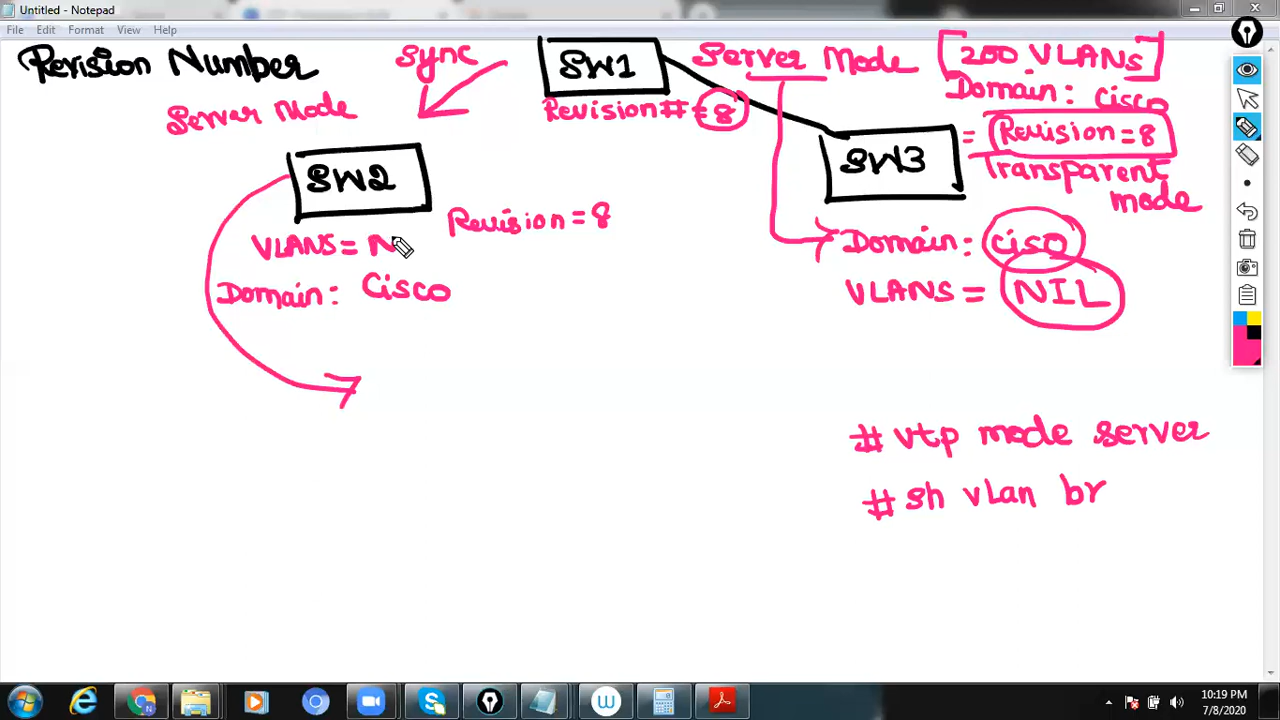 Untitled - Notepad
File Edit Format View Help
Revision Number
Sync
SW1
Server Mode
[200 VLANs]
Domain: Cisco
Server Mode
Revision# = 8
SW3
= Revision = 8
Transparent
mode
SW2
Revision = 8
VLANS = N
Domain: Cisco
Domain: Cisco
VLANS = NIL
# vtp mode server
# sh vlan br
10:19 PM
7/8/2020